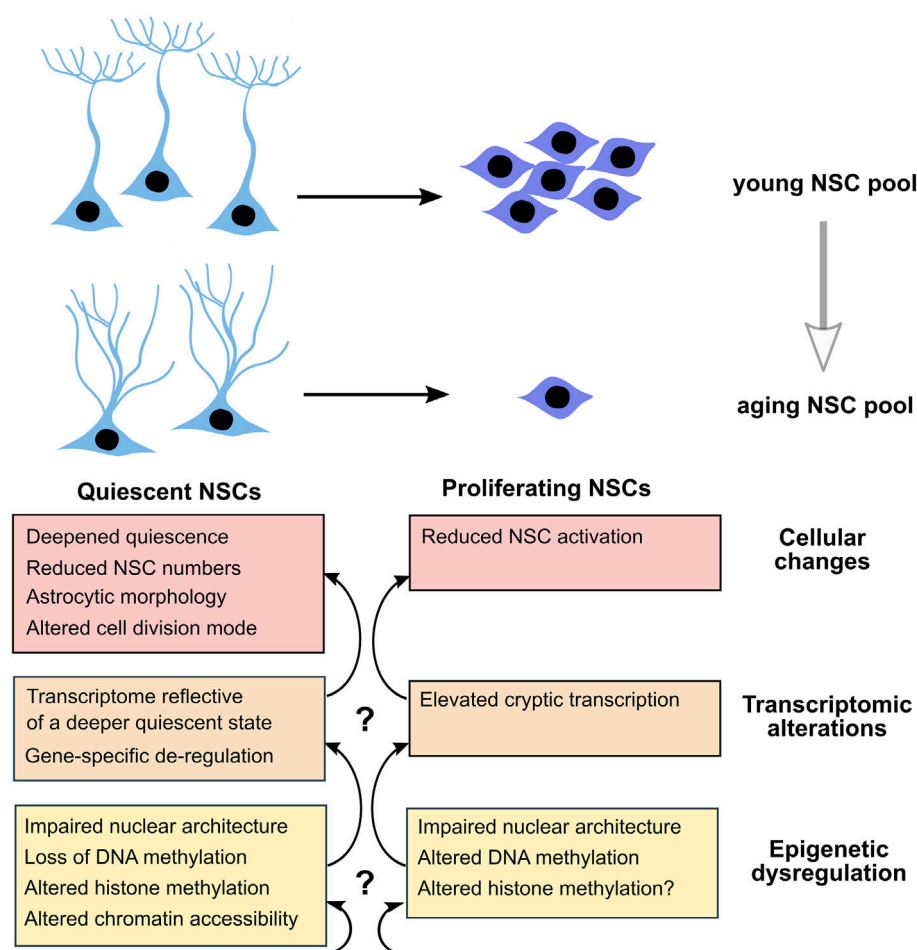 young NSC pool
aging NSC pool
Quiescent NSCs
Proliferating NSCs
Deepened quiescence
Reduced NSC numbers
Astrocytic morphology
Altered cell division mode
Reduced NSC activation
Cellular
changes
Transcriptome reflective
of a deeper quiescent state
Gene-specific de-regulation
?
Elevated cryptic transcription
Transcriptomic
alterations
Impaired nuclear architecture
Loss of DNA methylation
Altered histone methylation
Altered chromatin accessibility
?
Impaired nuclear architecture
Altered DNA methylation
Altered histone methylation?
Epigenetic
dysregulation